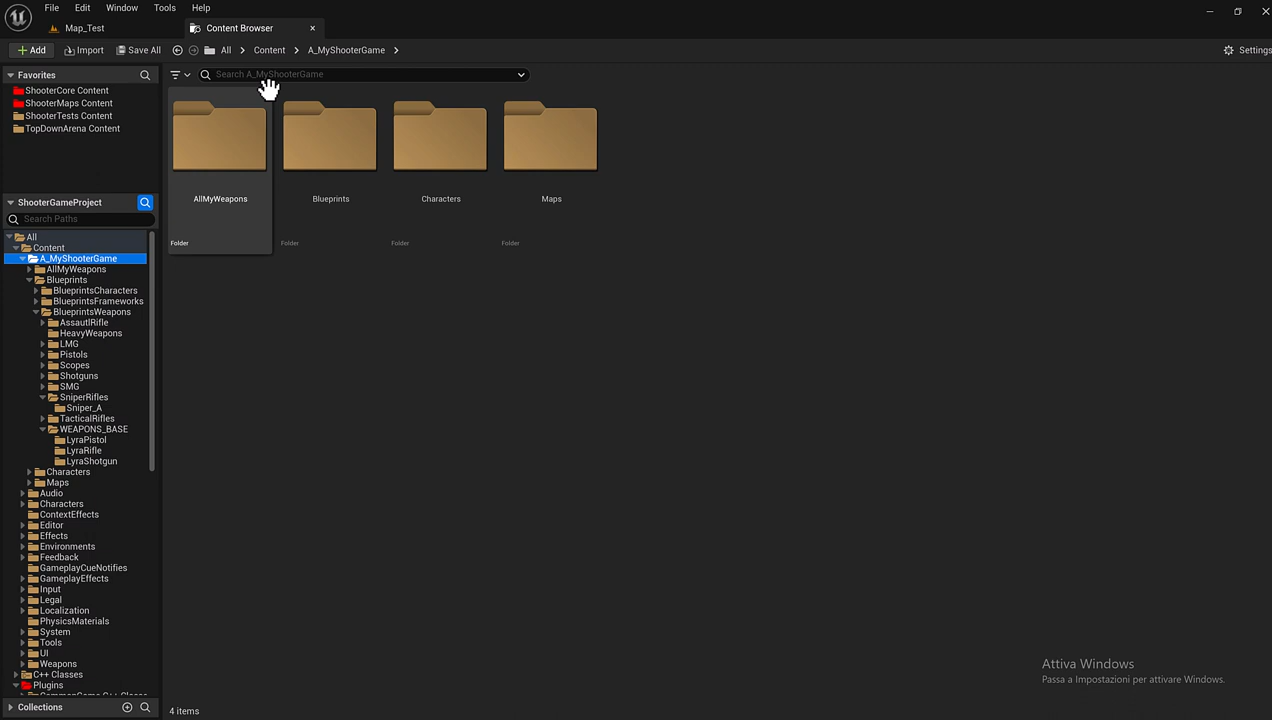 File Edit Window Tools Help
Map_Test Content Browser
Add Import Save All All Content A_MyShooterGame Settings
Favorites
ShooterCore Content
ShooterMaps Content
ShooterTests Content
TopDownArena Content
Search A_MyShooterGame
AllMyWeapons Blueprints Characters Maps
Folder Folder Folder Folder
ShooterGameProject
Search Paths
All
Content
A_MyShooterGame
AllMyWeapons
Blueprints
BlueprintsCharacters
BlueprintsFrameworks
BlueprintsWeapons
AssautlRifle
HeavyWeapons
LMG
Pistols
Scopes
Shotguns
SMG
SniperRifles
Sniper_A
TacticalRifles
WEAPONS_BASE
LyraPistol
LyraRifle
LyraShotgun
Characters
Maps
Audio
Characters
ContextEffects
Editor
Effects
Environments
Feedback
GameplayCueNotifies
GameplayEffects
Input
Legal
Localization
PhysicsMaterials
System
Tools
UI
Weapons
C++ Classes
Plugins
Collections
4 items
Attiva Windows
Passa a Impostazioni per attivare Windows.